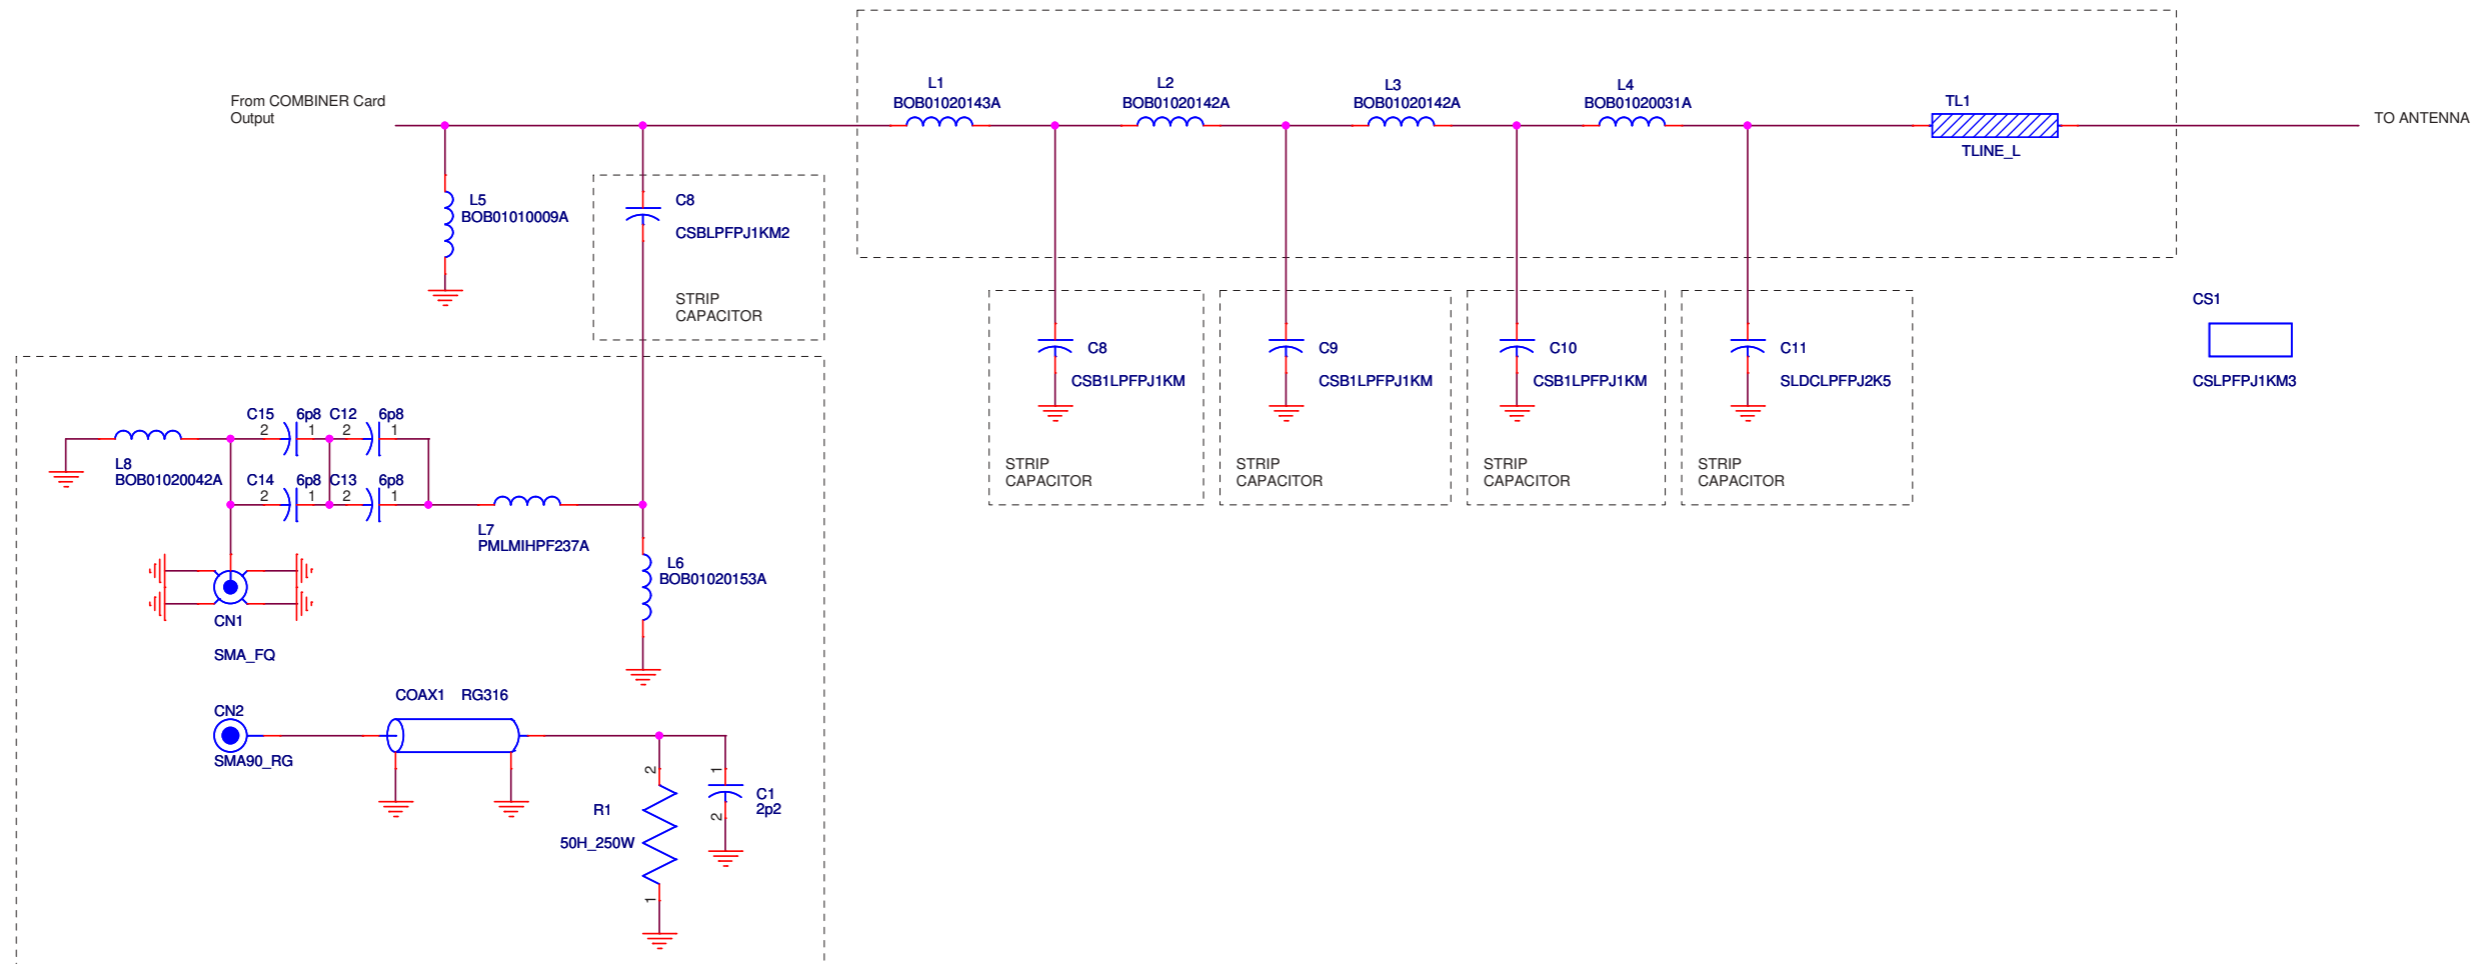 From COMBINER Card
Output
L1
BOB01020143A
L2
BOB01020142A
L3
BOB01020142A
L4
BOB01020031A
TL1
TLINE_L
TO ANTENNA
L5
BOB01010009A
C8
CSBLPFPJ1KM2
STRIP
CAPACITOR
C8
CSB1LPFPJ1KM
STRIP
CAPACITOR
C9
CSB1LPFPJ1KM
STRIP
CAPACITOR
C10
CSB1LPFPJ1KM
STRIP
CAPACITOR
C11
SLDCLPFPJ2K5
STRIP
CAPACITOR
CS1
CSLPFPJ1KM3
L8
BOB01020042A
C15 6p8
2 1
C12 6p8
2 1
C14 6p8
2 1
C13 6p8
2 1
L7
PMLMIHPF237A
L6
BOB01020153A
CN1
SMA_FQ
CN2
SMA90_RG
COAX1 RG316
R1
50H_250W
2
1
C1
2p2
1
2